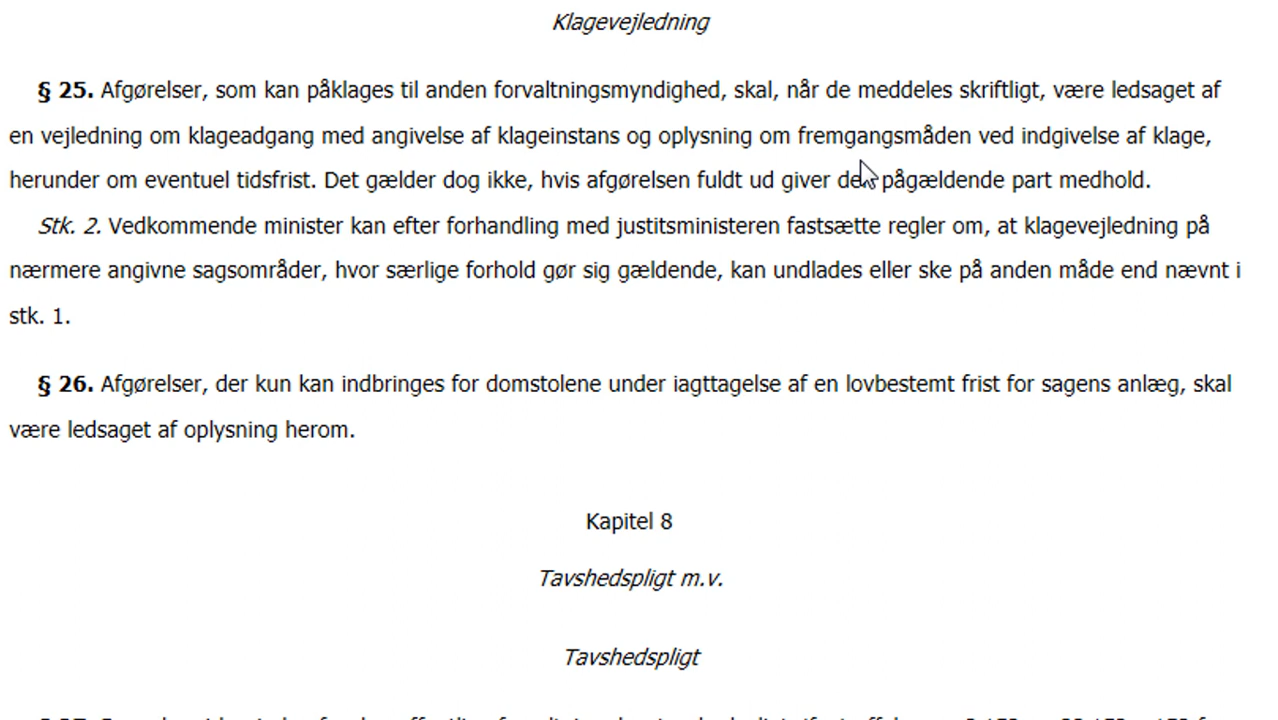 Klagevejledning
§ 25. Afgørelser, som kan påklages til anden forvaltningsmyndighed, skal, når de meddeles skriftligt, være ledsaget af
en vejledning om klageadgang med angivelse af klageinstans og oplysning om fremgangsmåden ved indgivelse af klage,
herunder om eventuel tidsfrist. Det gælder dog ikke, hvis afgørelsen fuldt ud giver den pågældende part medhold.
Stk. 2. Vedkommende minister kan efter forhandling med justitsministeren fastsætte regler om, at klagevejledning på
nærmere angivne sagsområder, hvor særlige forhold gør sig gældende, kan undlades eller ske på anden måde end nævnt i
stk. 1.
§ 26. Afgørelser, der kun kan indbringes for domstolene under iagttagelse af en lovbestemt frist for sagens anlæg, skal
være ledsaget af oplysning herom.
Kapitel 8
Tavshedspligt m.v.
Tavshedspligt